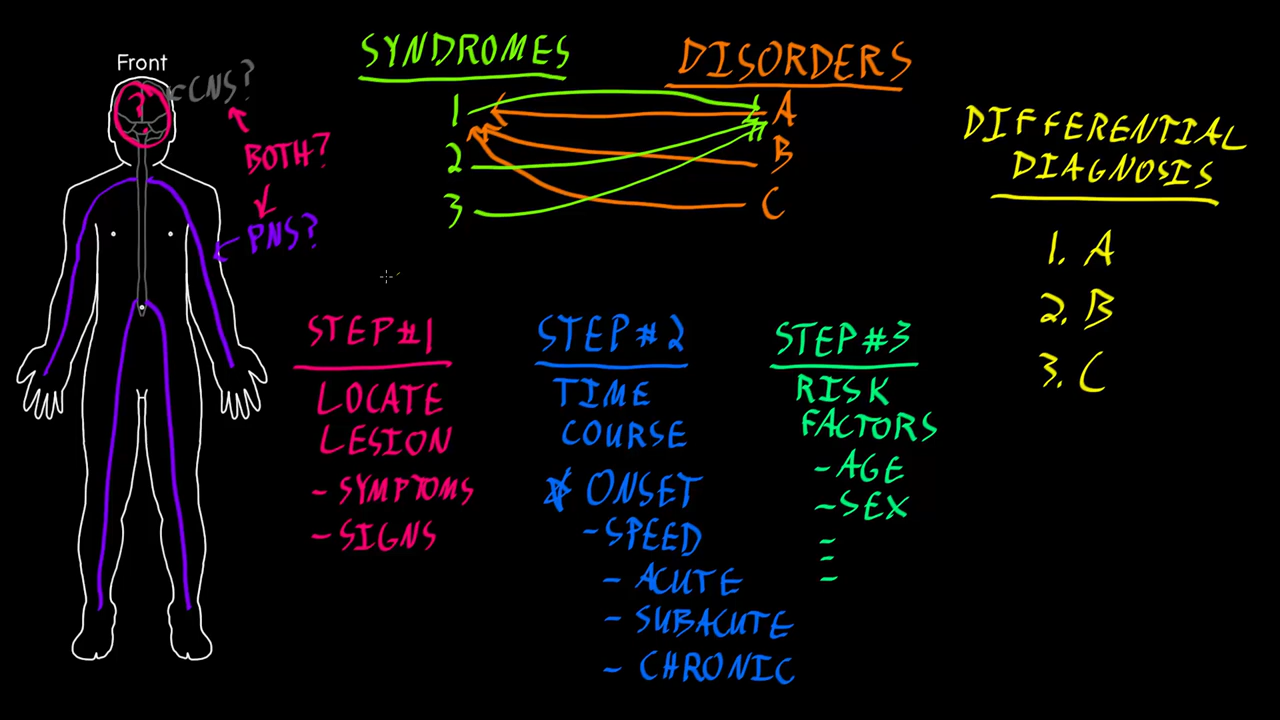 Front
CNS?
?
BOTH?
PNS?
SYNDROMES
1
2
3
DISORDERS
A
B
C
DIFFERENTIAL
DIAGNOSIS
1. A
2. B
3. C
STEP #1
LOCATE
LESION
- SYMPTOMS
- SIGNS
STEP #2
TIME
COURSE
* ONSET
- SPEED
- ACUTE
- SUBACUTE
- CHRONIC
STEP #3
RISK
FACTORS
- AGE
- SEX
-
-
-